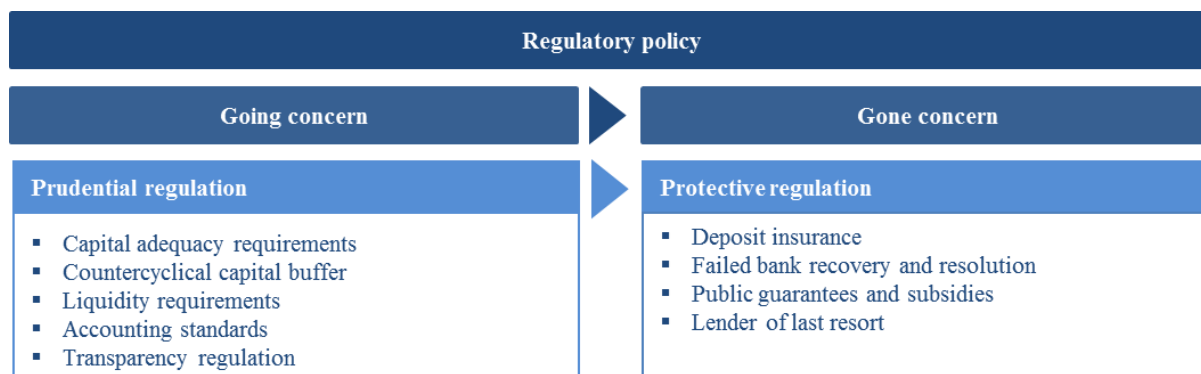 Regulatory policy
Going concern
Gone concern
Prudential regulation
▪ Capital adequacy requirements
▪ Countercyclical capital buffer
▪ Liquidity requirements
▪ Accounting standards
▪ Transparency regulation
Protective regulation
▪ Deposit insurance
▪ Failed bank recovery and resolution
▪ Public guarantees and subsidies
▪ Lender of last resort